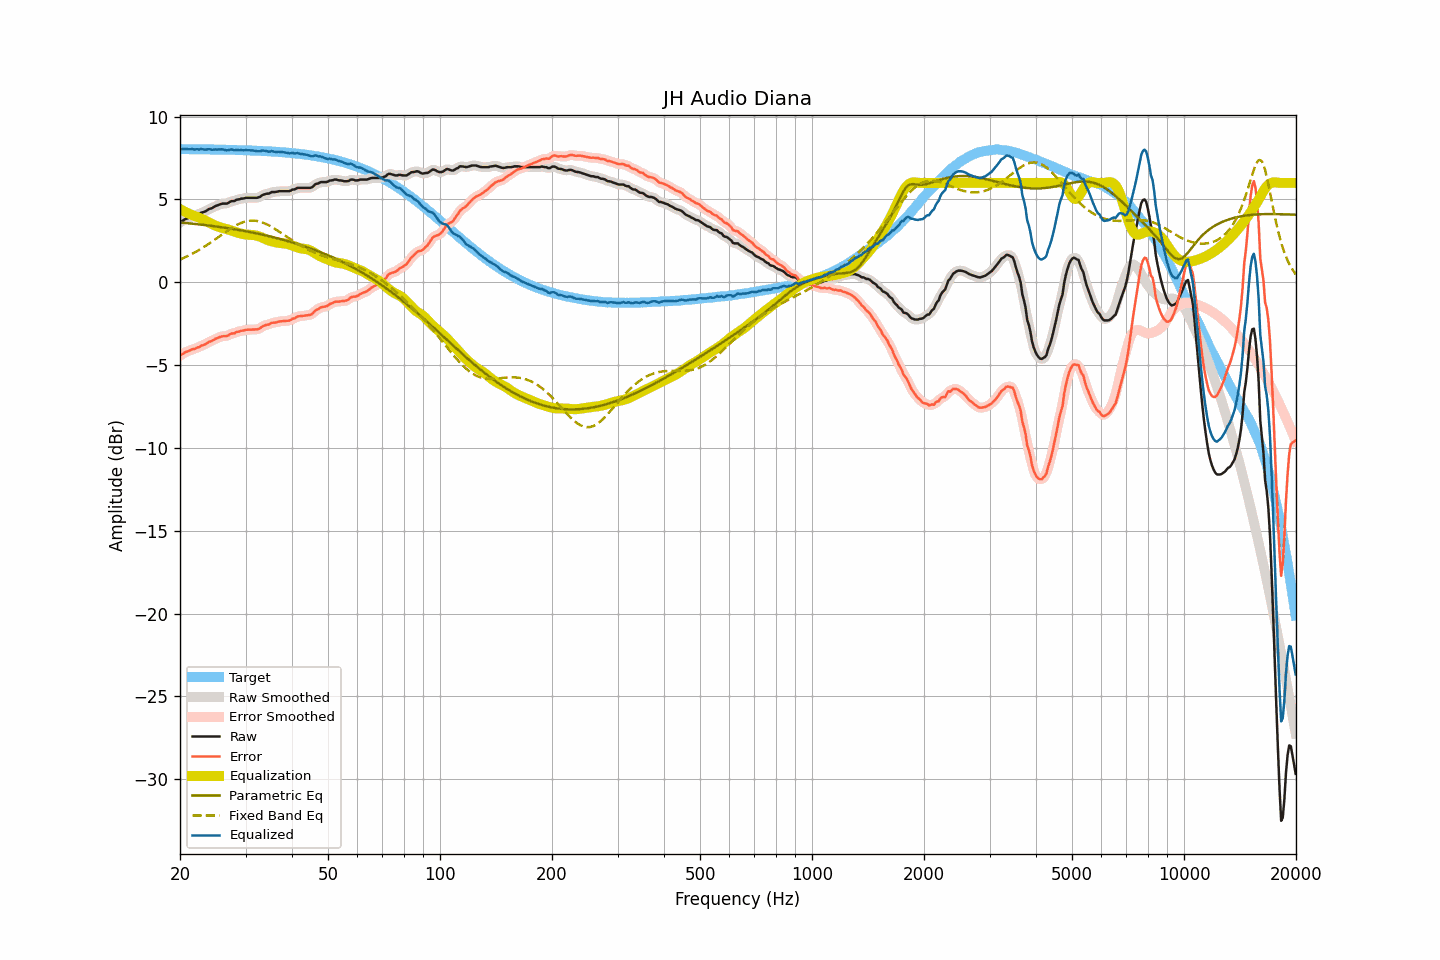 JH Audio Diana
10
5
0
−5
−10
−15
−20
−25
−30
Amplitude (dBr)
Target
Raw Smoothed
Error Smoothed
Raw
Error
Equalization
Parametric Eq
Fixed Band Eq
Equalized
20 50 100 200 500 1000 2000 5000 10000 20000
Frequency (Hz)